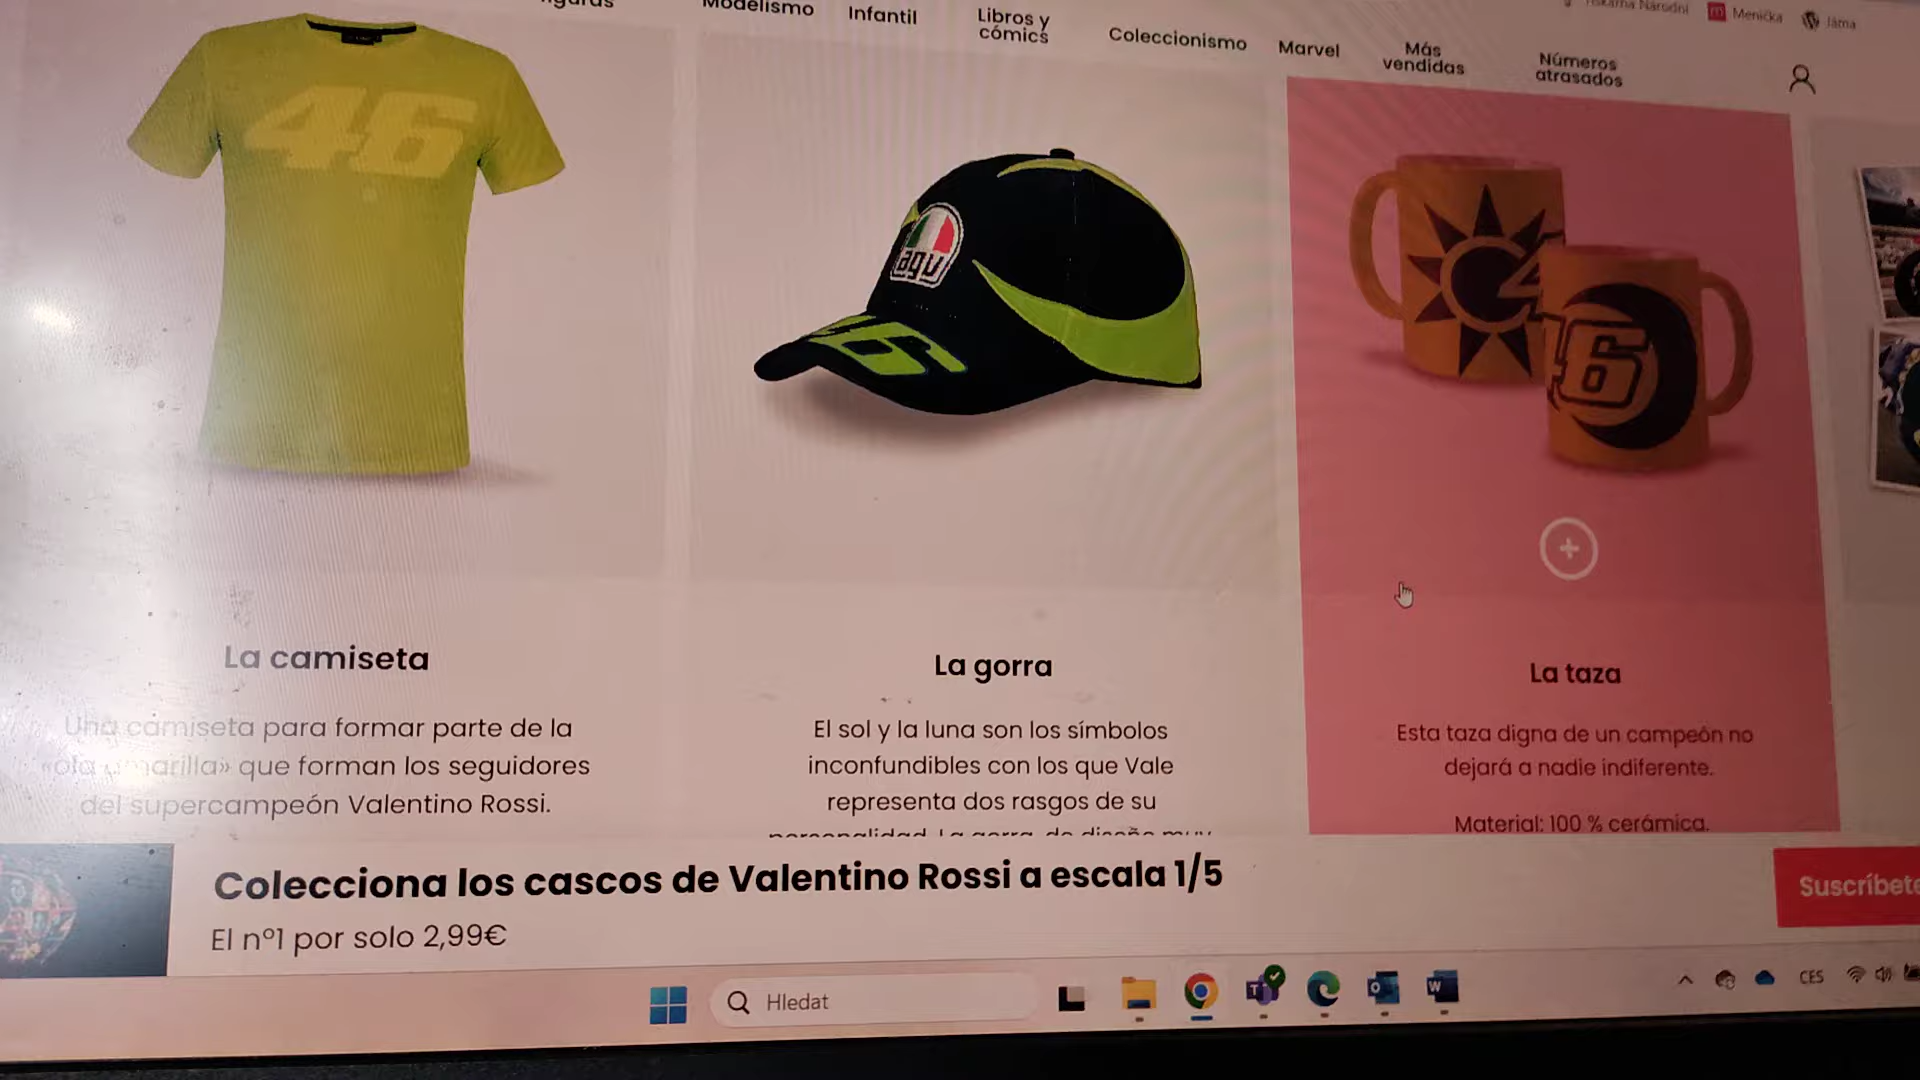 Modelismo
Infantil
Libros y
cómics
Coleccionismo
Marvel
Más
vendidas
Números
atrasados
Menicka
Jáma
46
agv
46
La camiseta
Una camiseta para formar parte de la
«ola amarilla» que forman los seguidores
del supercampeón Valentino Rossi.
La gorra
El sol y la luna son los símbolos
inconfundibles con los que Vale
representa dos rasgos de su
La taza
Esta taza digna de un campeón no
dejará a nadie indiferente.
Material: 100 % cerámica.
Colecciona los cascos de Valentino Rossi a escala 1/5
El nº1 por solo 2,99€
Suscríbete
Hledat
CES